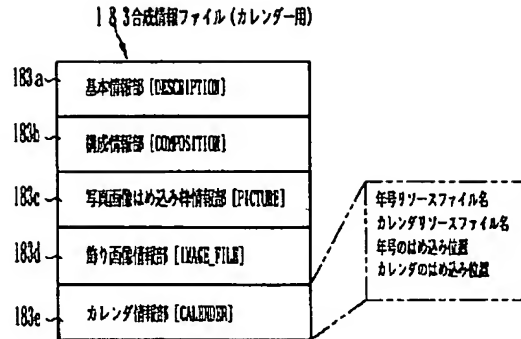 183合成情報ファイル(カレンダー用)
183a
基本情報部 [DESCRIPTION]
183b
構成情報部 [COMPOSITION]
183c
写真画像はめ込み枠情報部 [PICTURE]
183d
飾り画像情報部 [IMAGE_FILE]
183e
カレンダ情報部 [CALENDER]
年号リソースファイル名
カレンダリソースファイル名
年号のはめ込み位置
カレンダのはめ込み位置